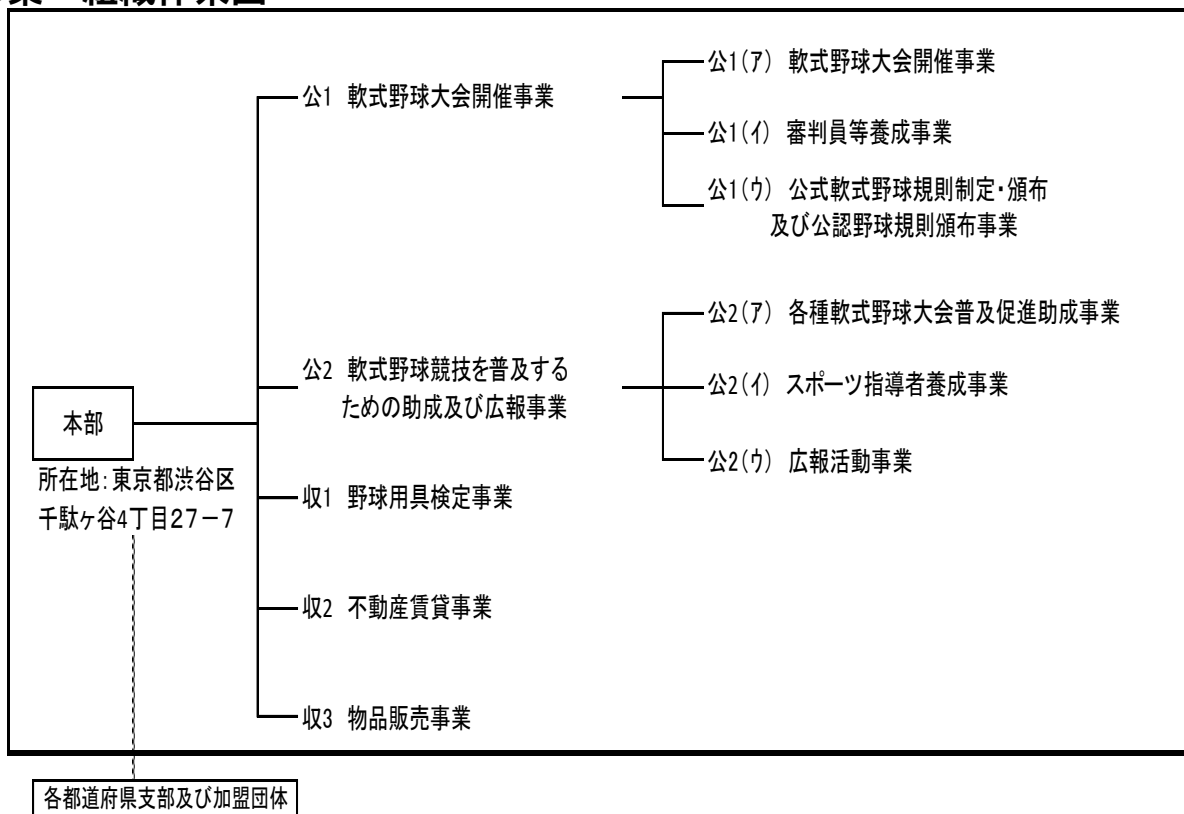 公1 軟式野球大会開催事業
公1(ア) 軟式野球大会開催事業
公1(イ) 審判員等養成事業
公1(ウ) 公式軟式野球規則制定・頒布
及び公認野球規則頒布事業
公2 軟式野球競技を普及する
ための助成及び広報事業
公2(ア) 各種軟式野球大会普及促進助成事業
公2(イ) スポーツ指導者養成事業
公2(ウ) 広報活動事業
本部
所在地:東京都渋谷区
千駄ヶ谷4丁目27−7
収1 野球用具検定事業
収2 不動産賃貸事業
収3 物品販売事業
各都道府県支部及び加盟団体